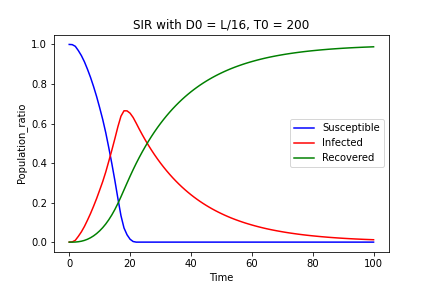 SIR with D0 = L/16, T0 = 200
Population_ratio
1.0
0.8
0.6
0.4
0.2
0.0
Susceptible
Infected
Recovered
0 20 40 60 80 100
Time